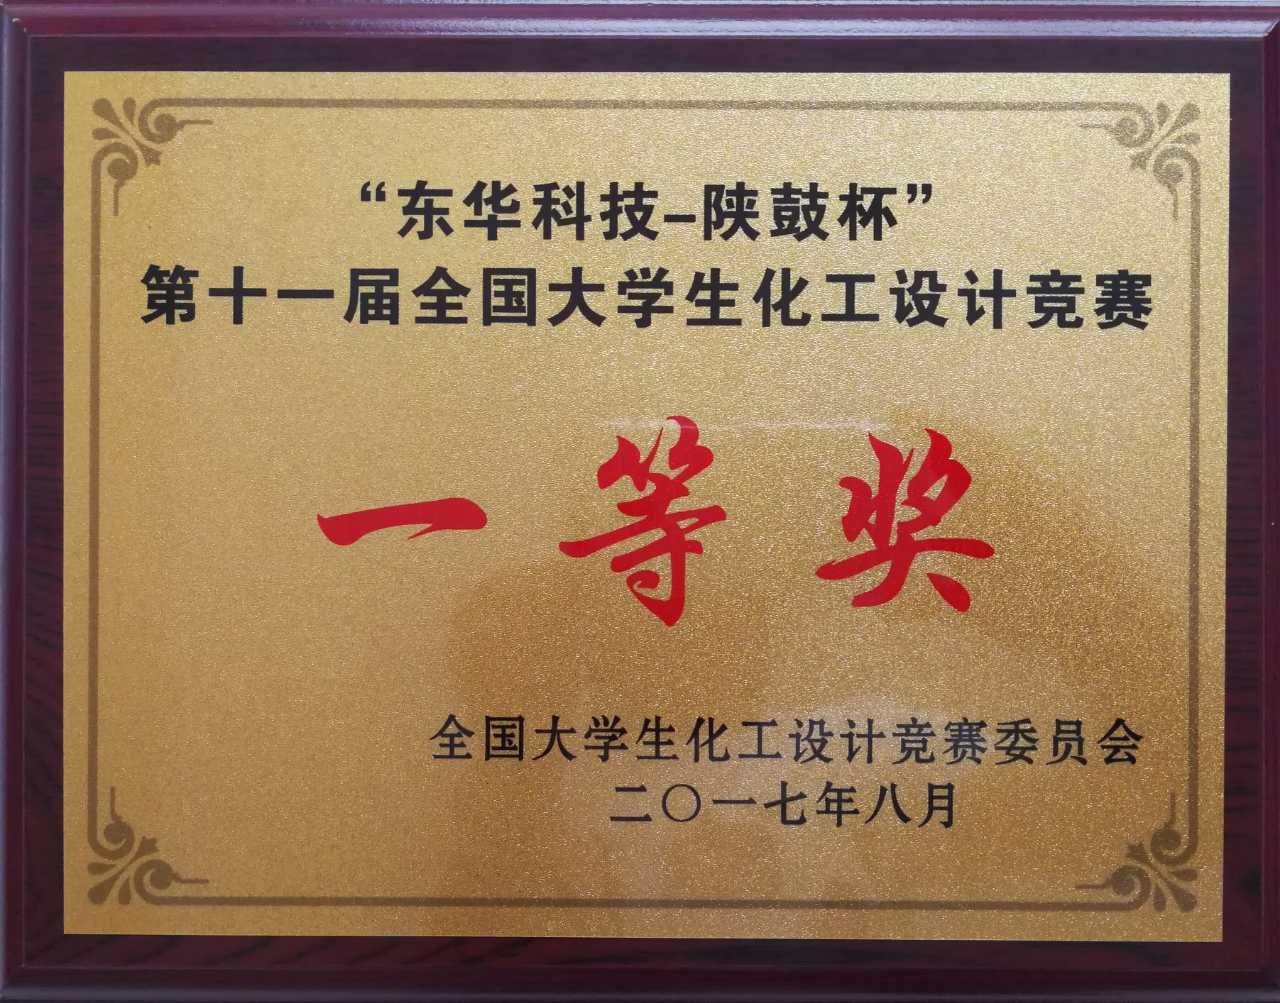 “东华科技–陕鼓杯”
第十一届全国大学生化工设计竞赛
一等奖
全国大学生化工设计竞赛委员会
二〇一七年八月